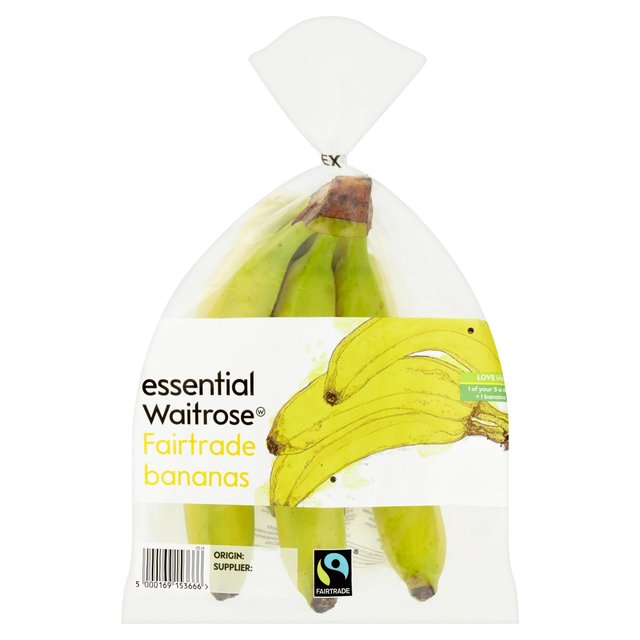 EX
essential
Waitrose
Fairtrade
bananas
LOVE
1 of your 5 a
= 1 banana
ORIGIN:
SUPPLIER:
5 000169 153666 >
FAIRTRADE